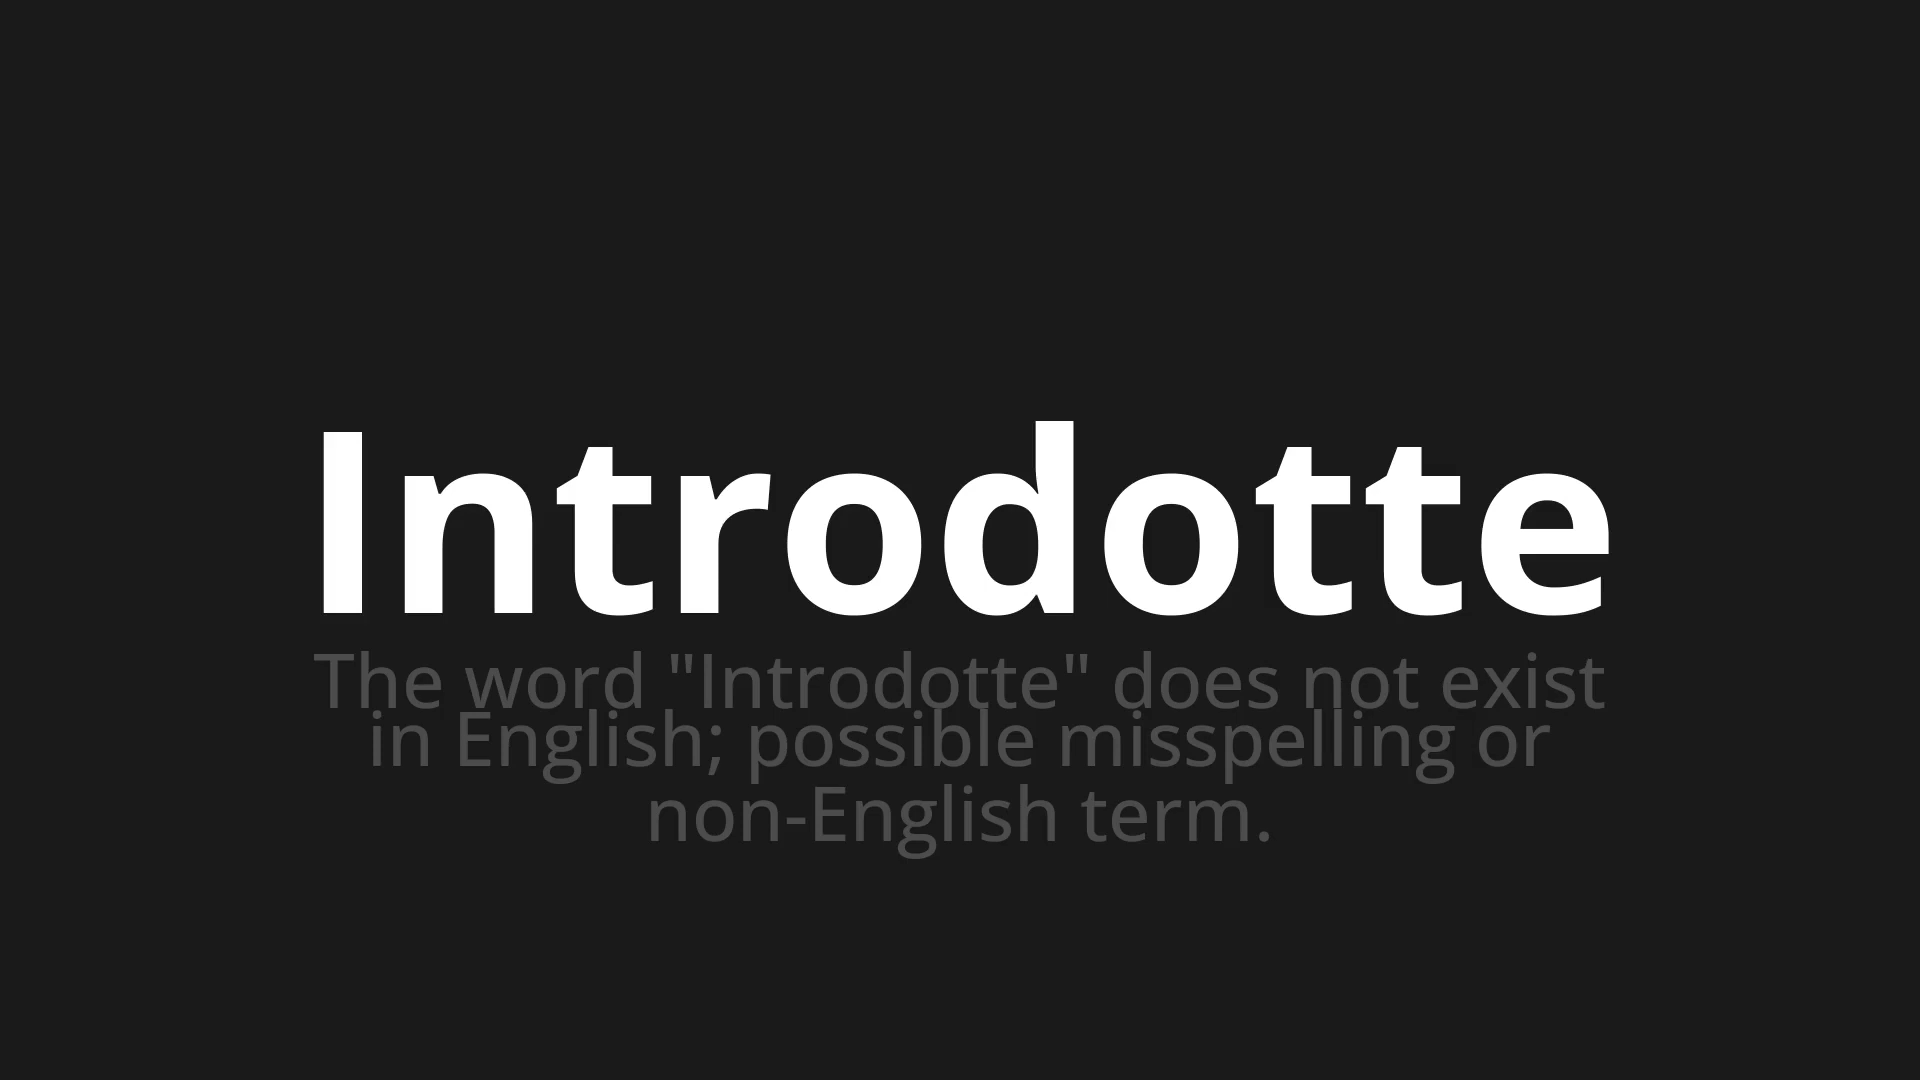 Introdotte
The word "Introdotte" does not exist
in English; possible misspelling or
non-English term.